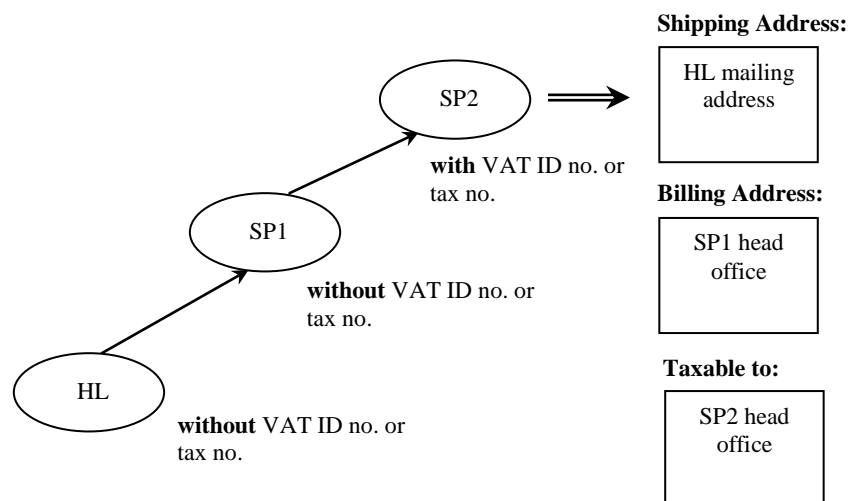 Shipping Address:
HL mailing
address
SP2
with VAT ID no. or
tax no.
Billing Address:
SP1 head
office
SP1
without VAT ID no. or
tax no.
Taxable to:
SP2 head
office
HL
without VAT ID no. or
tax no.